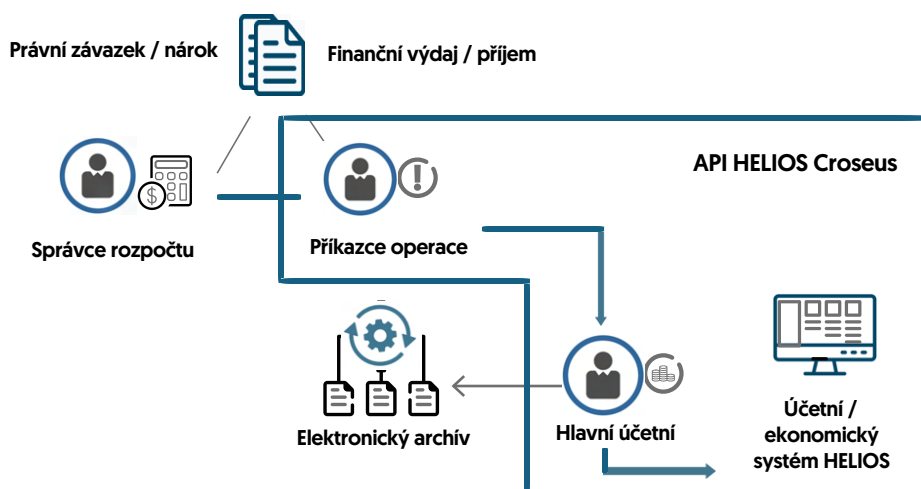 Právní závazek / nárok
Finanční výdaj / příjem
API HELIOS Croseus
Správce rozpočtu
Příkazce operace
Elektronický archív
Hlavní účetní
Účetní /
ekonomický
systém HELIOS